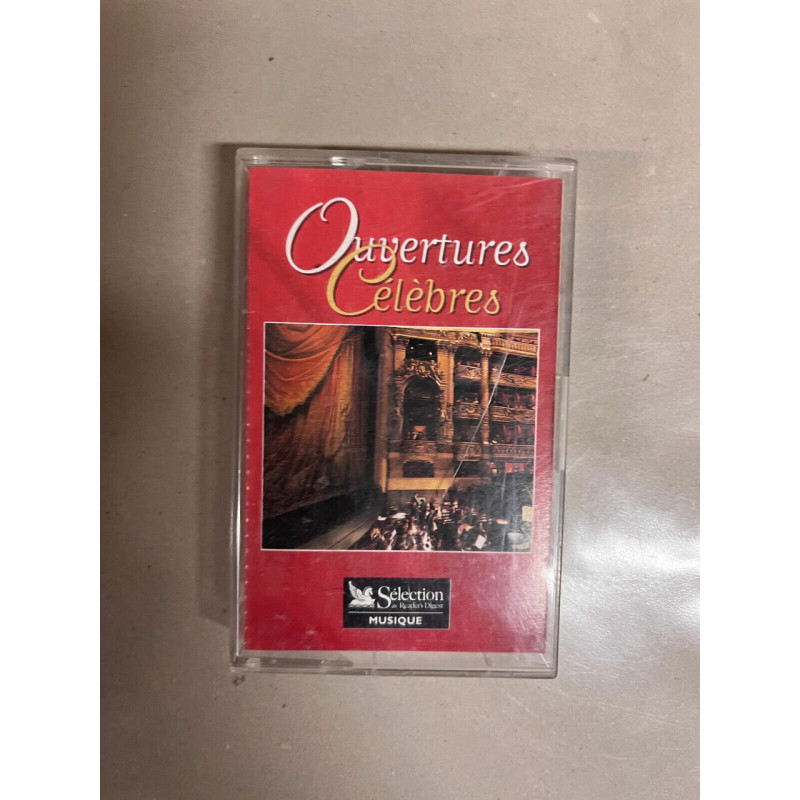 Ouvertures
Célèbres
Sélection
du Reader's Digest
MUSIQUE